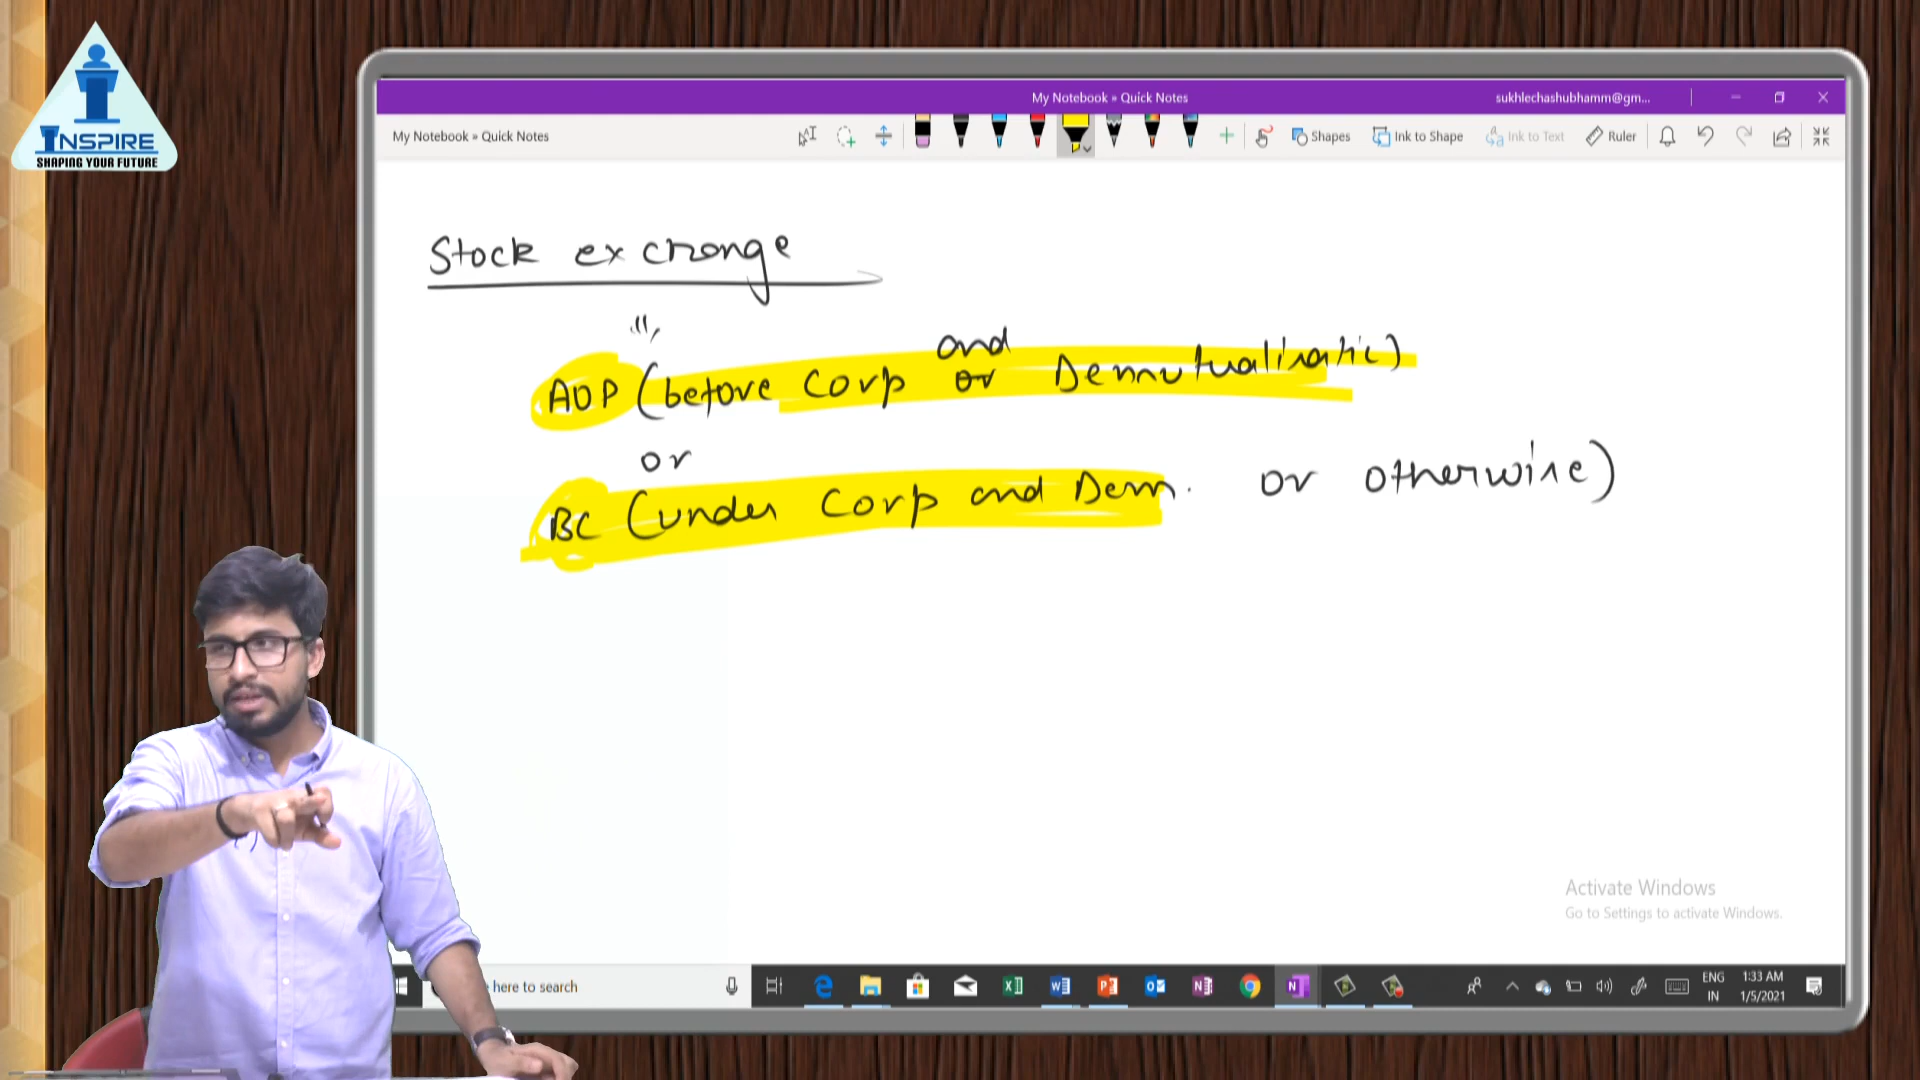 INSPIRE
SHAPING YOUR FUTURE
My Notebook » Quick Notes
sukhlechashubhamm@gm...
My Notebook » Quick Notes
Shapes
Ink to Shape
Ink to Text
Ruler
Stock exchange
and
AOP (before Corp or Demutualisatic)
or
BC (under Corp and Dem. or otherwise)
Activate Windows
Go to Settings to activate Windows.
here to search
ENG
IN
1:33 AM
1/5/2021